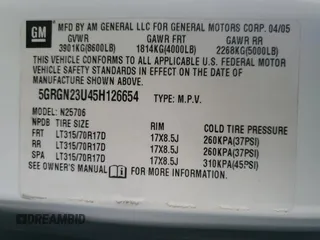 GM
MFD BY AM GENERAL LLC FOR GENERAL MOTORS CORP. 04/05
GVWR GAWR FRT GAWR RR
3901KG(8600LB) 1814KG(4000LB) 2268KG(5000LB)
THIS VEHICLE CONFORMS TO ALL APPLICABLE U.S. FEDERAL MOTOR
VEHICLE SAFETY STANDARDS IN EFFECT ON THE DATE OF
MANUFACTURE SHOWN ABOVE.
5GRGN23U45H126654 TYPE: M.P.V.
MODEL: N25706
NPDB TIRE SIZE RIM COLD TIRE PRESSURE
FRT LT315/70R17D 17X8.5J 260KPA(37PSI)
RR LT315/70R17D 17X8.5J 260KPA(37PSI)
SPA LT315/70R17D 17X8.5J 310KPA(45PSI)
SEE OWNER'S MANUAL FOR MORE INFORMATION.
DREAMBID